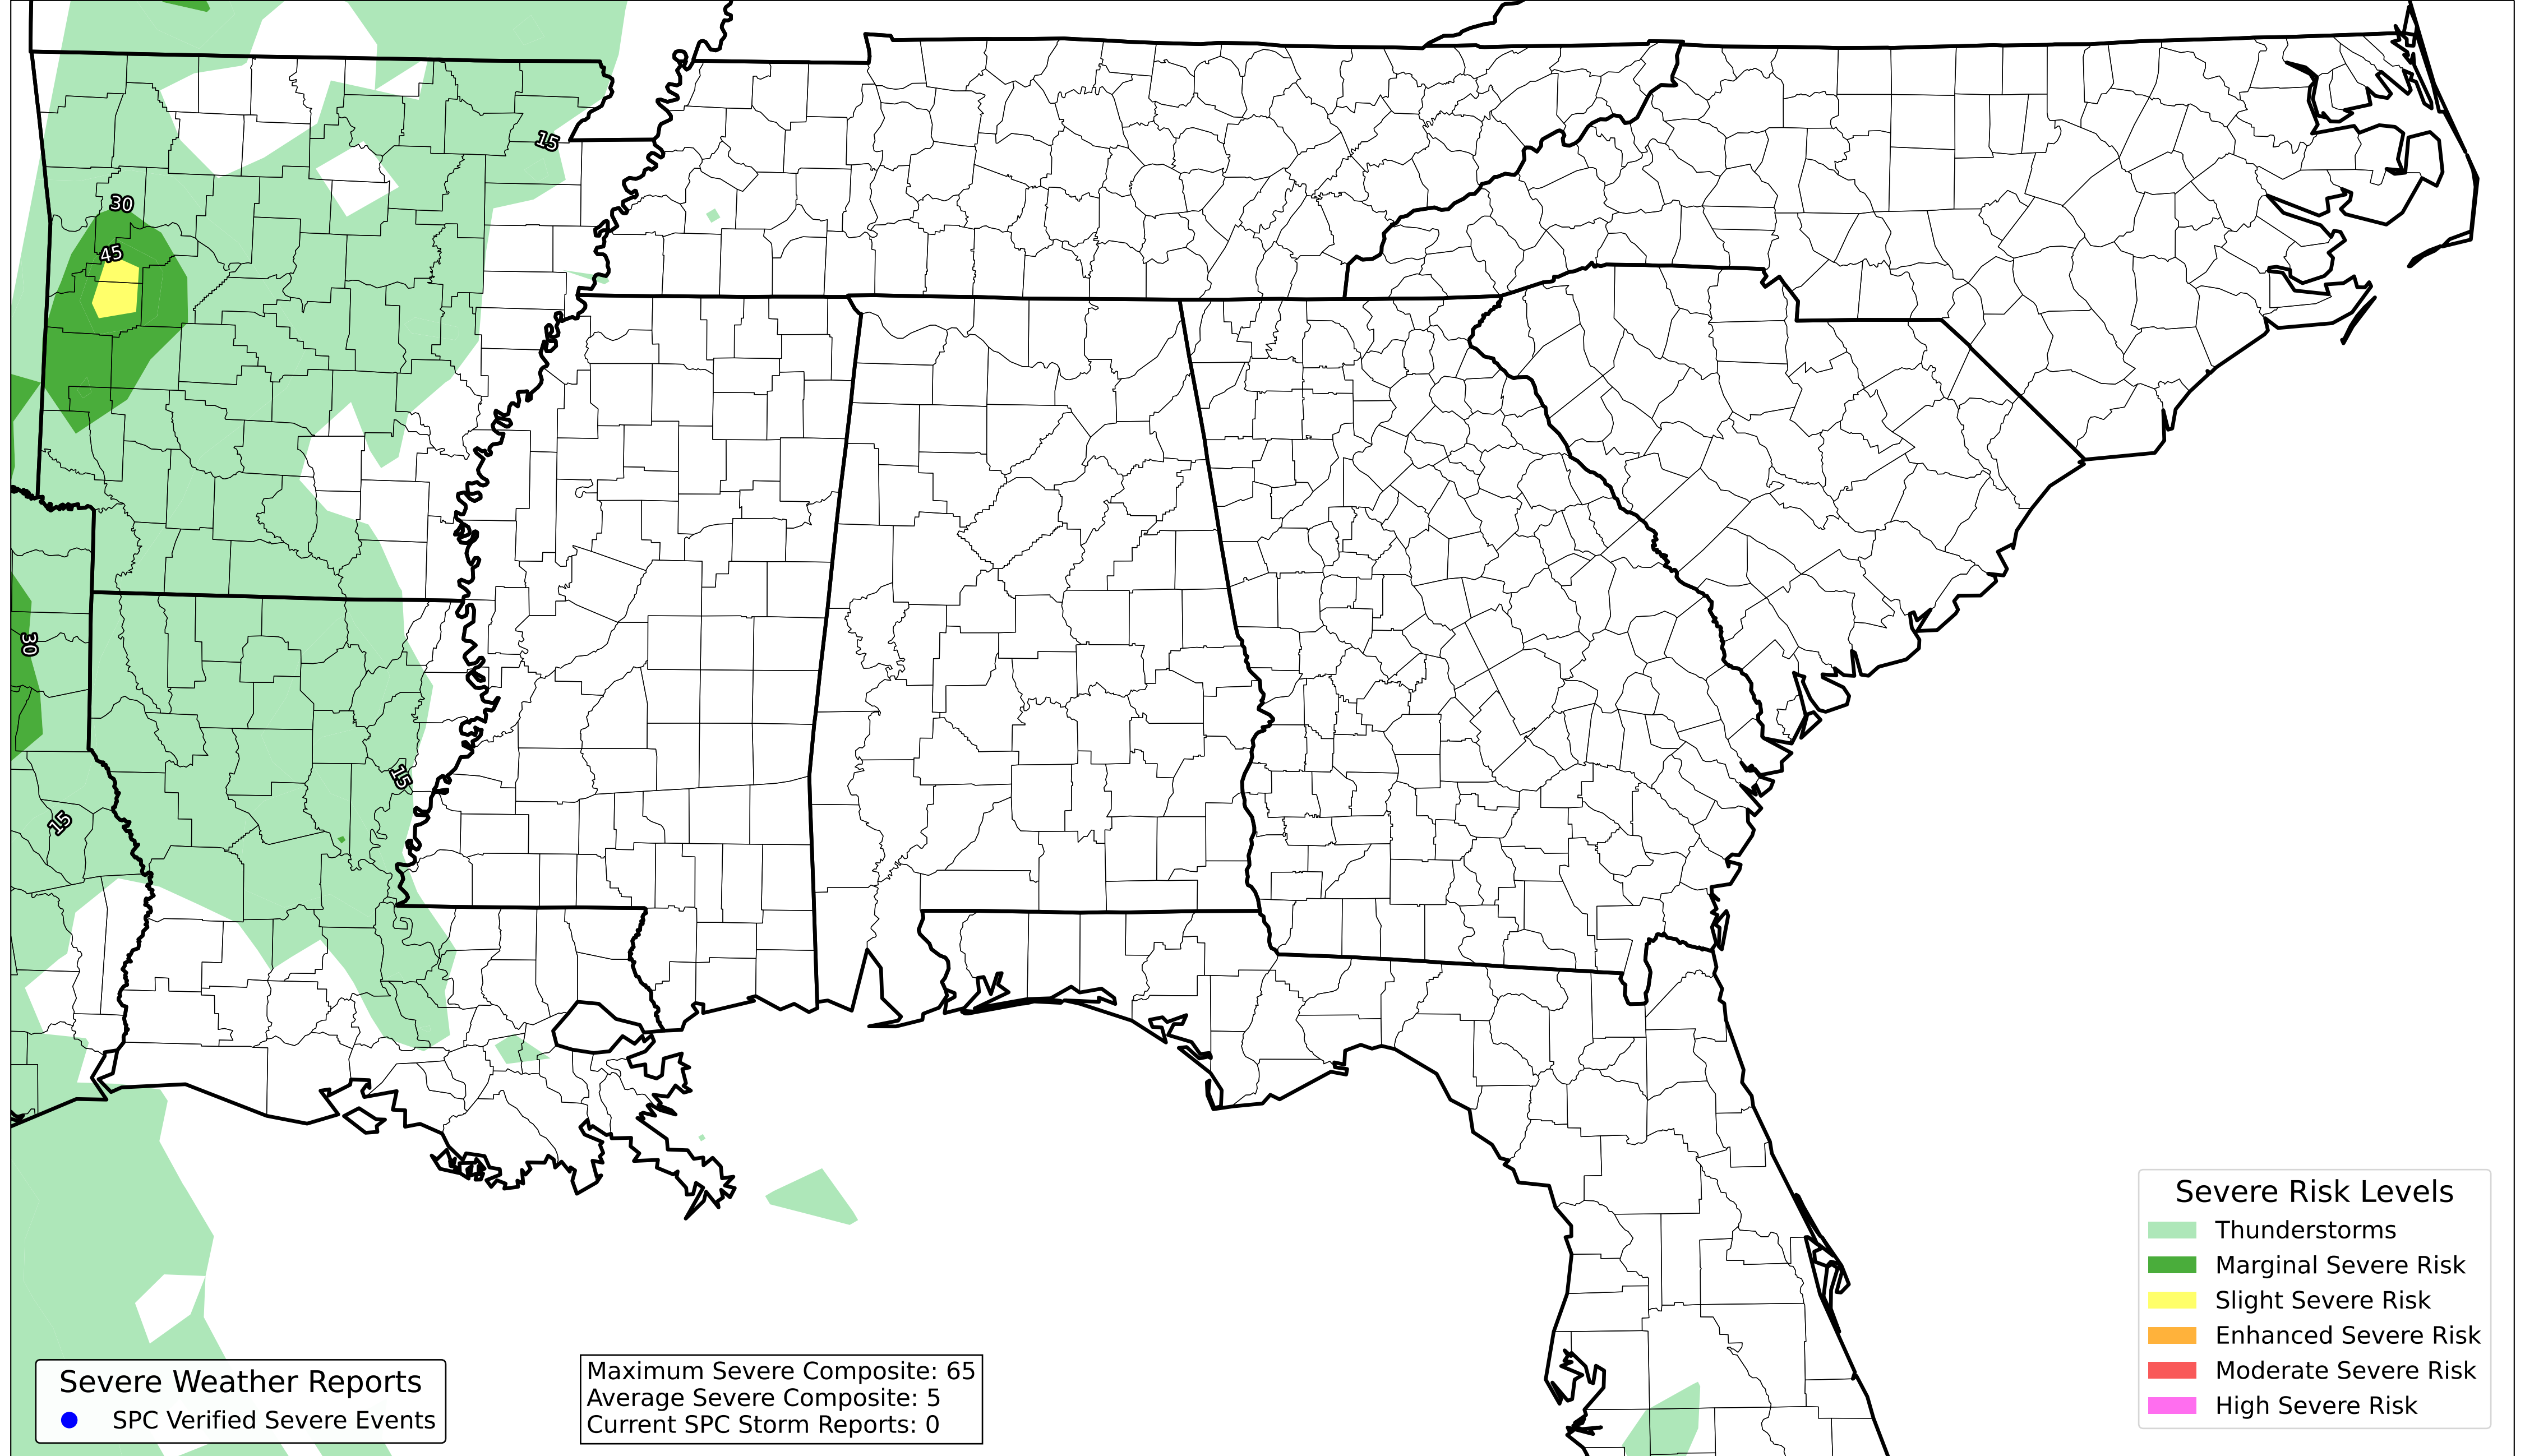 15
30
45
30
15
15
Severe Risk Levels
Thunderstorms
Marginal Severe Risk
Slight Severe Risk
Enhanced Severe Risk
Moderate Severe Risk
High Severe Risk
Severe Weather Reports
SPC Verified Severe Events
Maximum Severe Composite: 65
Average Severe Composite: 5
Current SPC Storm Reports: 0